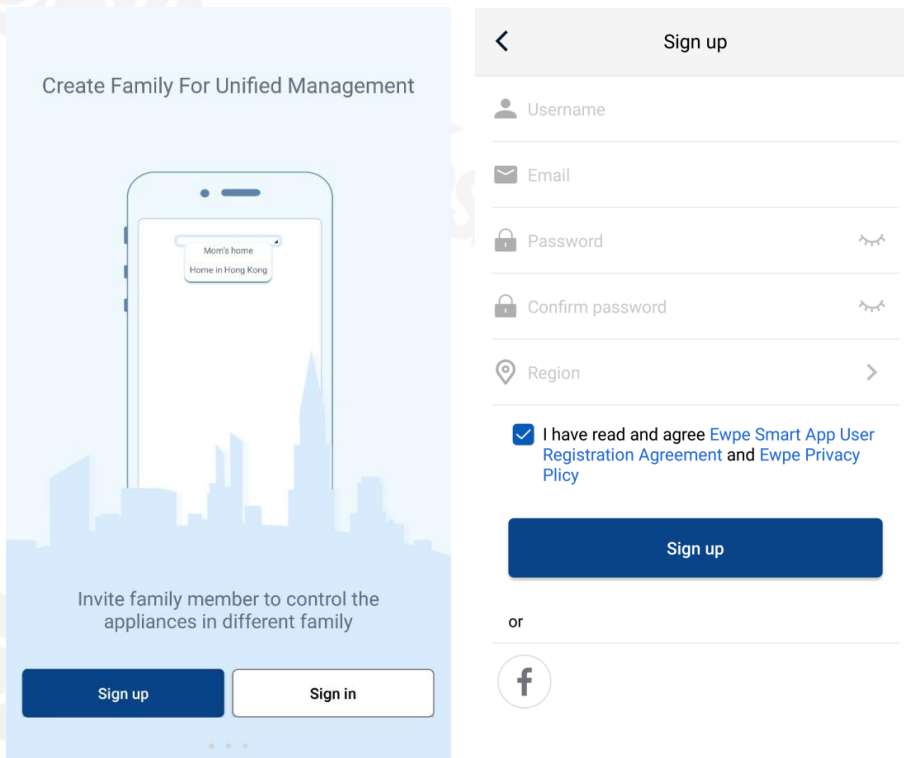 Create Family For Unified Management
Mom's home
Home in Hong Kong
Invite family member to control the
appliances in different family
Sign up
Sign in
Sign up
Username
Email
Password
Confirm password
Region
I have read and agree Ewpe Smart App User
Registration Agreement and Ewpe Privacy
Plicy
Sign up
or
f